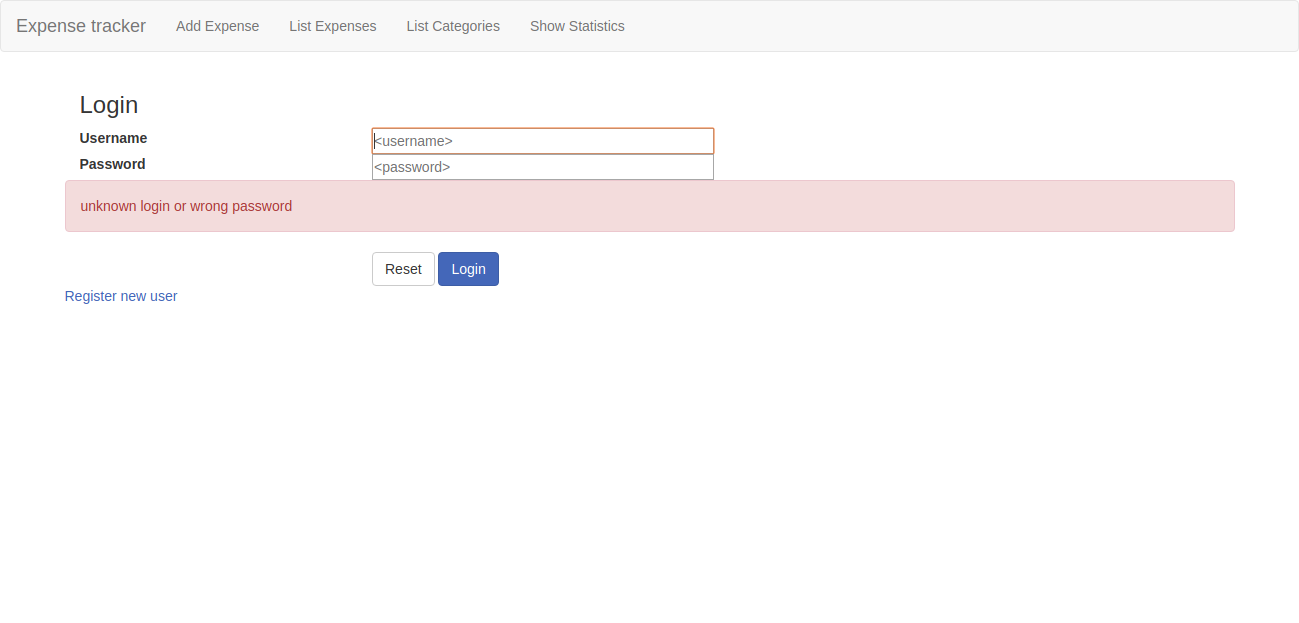 Expense tracker Add Expense List Expenses List Categories Show Statistics
Login
Username <username>
Password <password>
unknown login or wrong password
Reset Login
Register new user